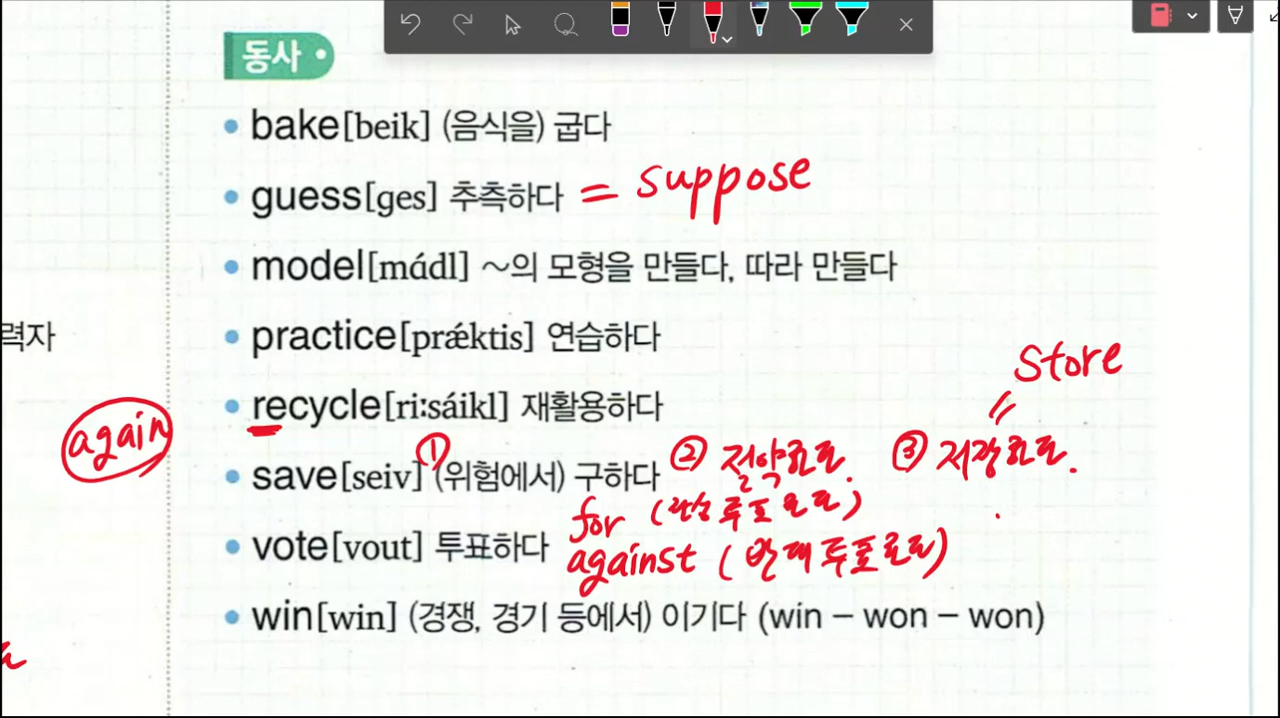 동사
bake[beik] (음식을) 굽다
guess[ges] 추측하다 = suppose
model[mádl] ~의 모형을 만들다, 따라 만들다
practice[prǽktis] 연습하다
력자
store
recycle[riːsáikl] 재활용하다
again
save[seiv] ① (위험에서) 구하다 ② 절약하다. ③ 저장하다.
for (찬성 투표하다)
vote[vout] 투표하다 against (반대 투표하다)
win[win] (경쟁, 경기 등에서) 이기다 (win – won – won)